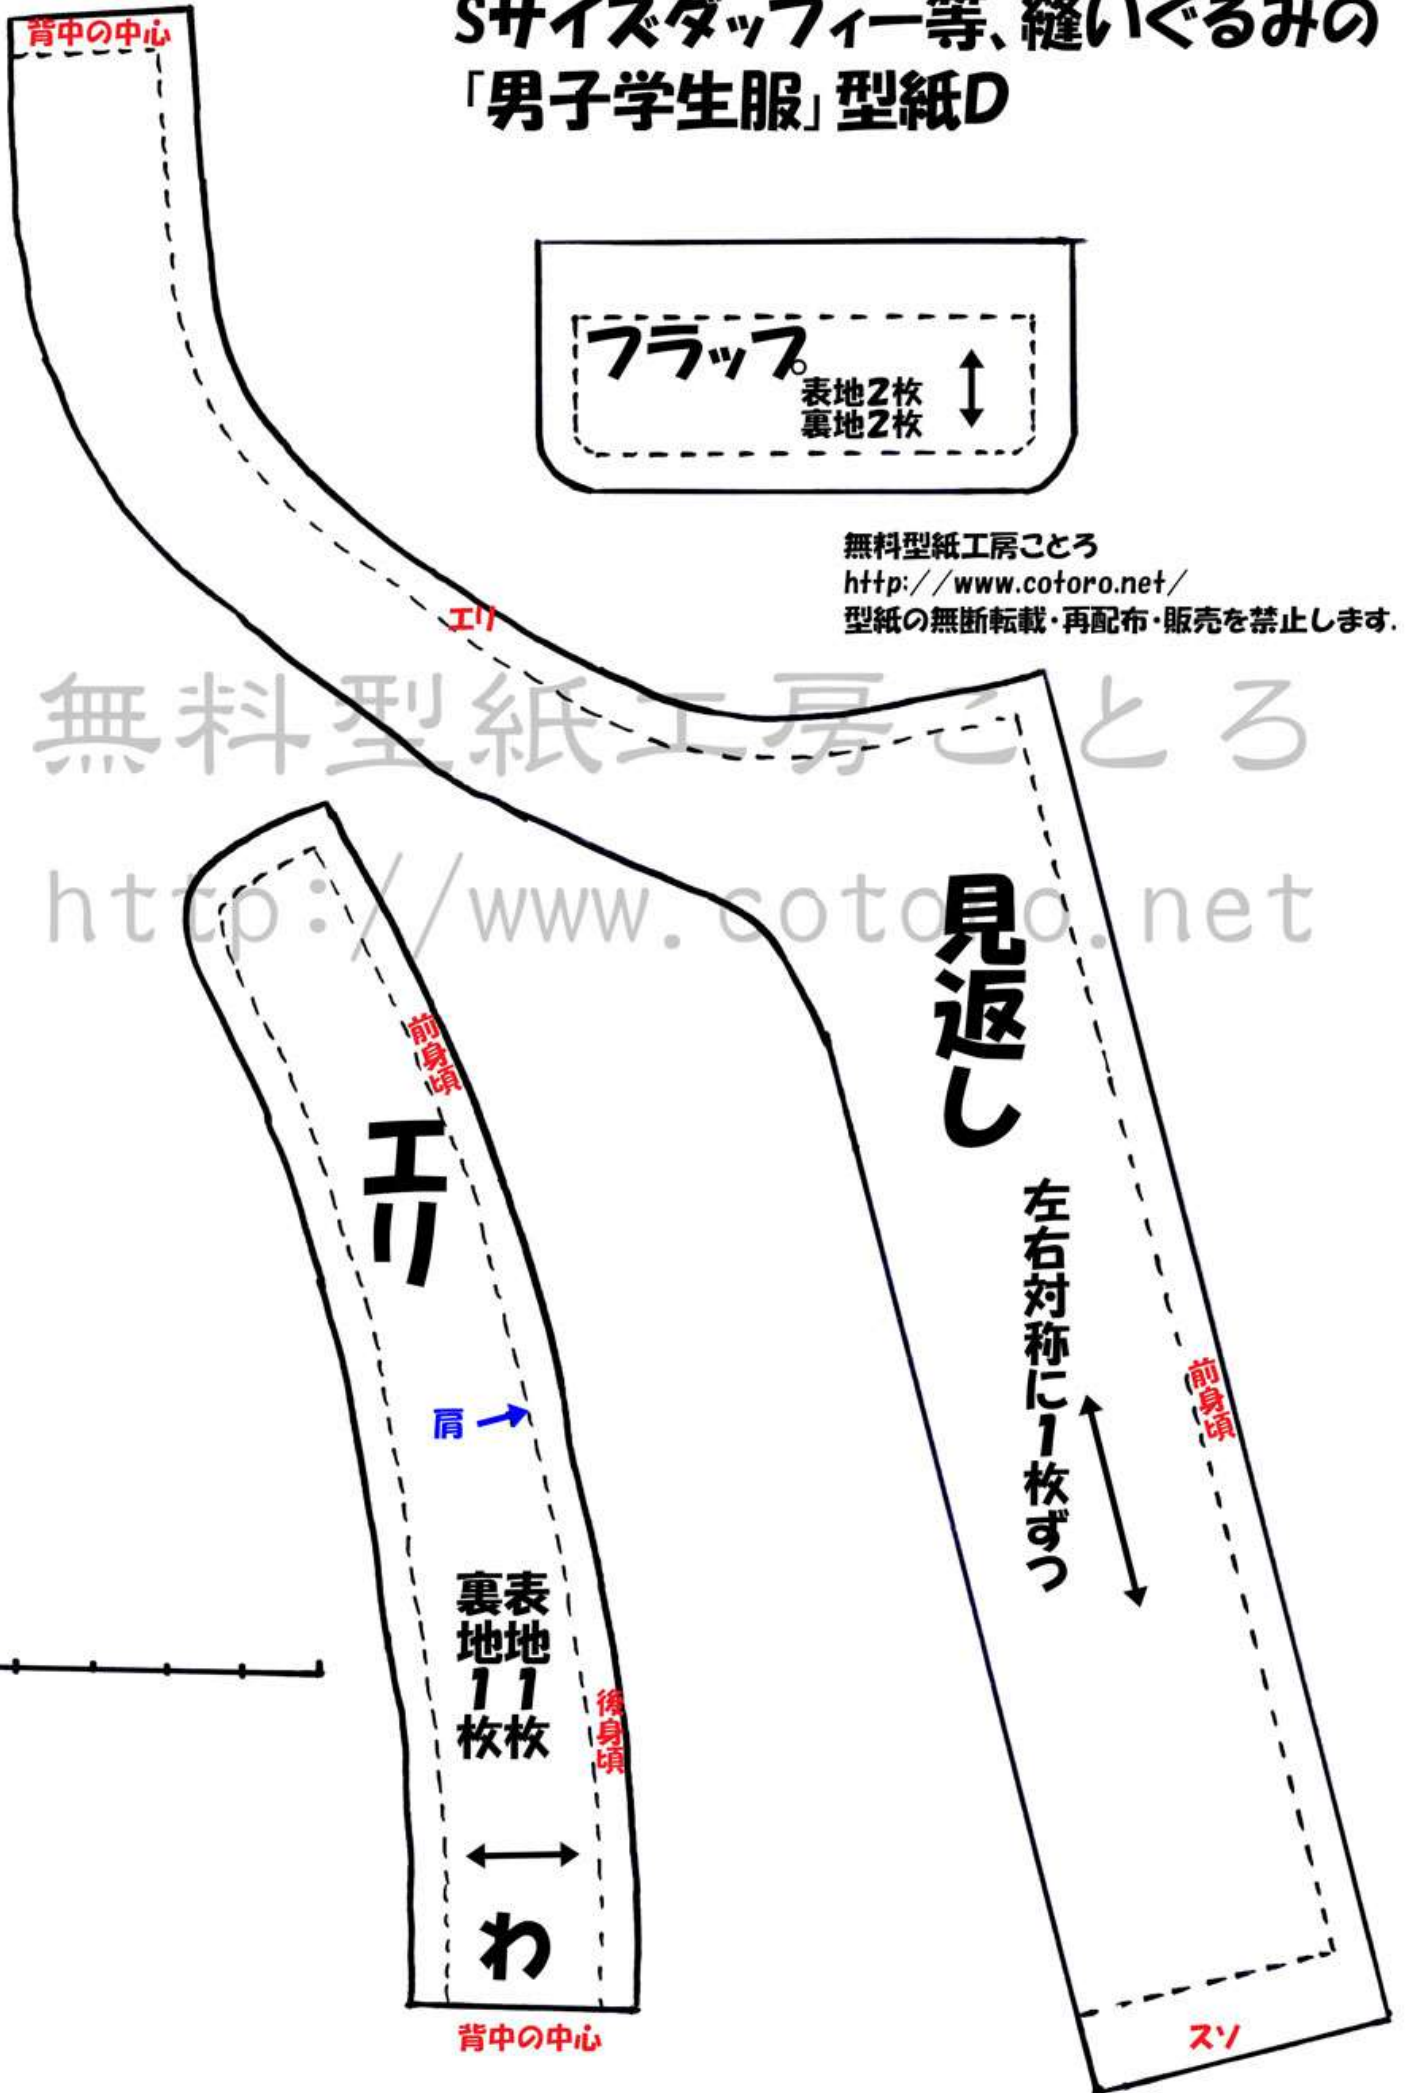 Sサイズダッフィー等、縫いぐるみの
「男子学生服」型紙D
背中の中心
フラップ
表地2枚
裏地2枚
無料型紙工房ことろ
http://www.cotoro.net/
型紙の無断転載・再配布・販売を禁止します.
エリ
無料型紙工房ことろ
http://www.cotoro.net
見返し
左右対称に1枚ずつ
前身頃
スソ
前身頃
エリ
肩
表地1枚
裏地1枚
後身頃
わ
背中の中心